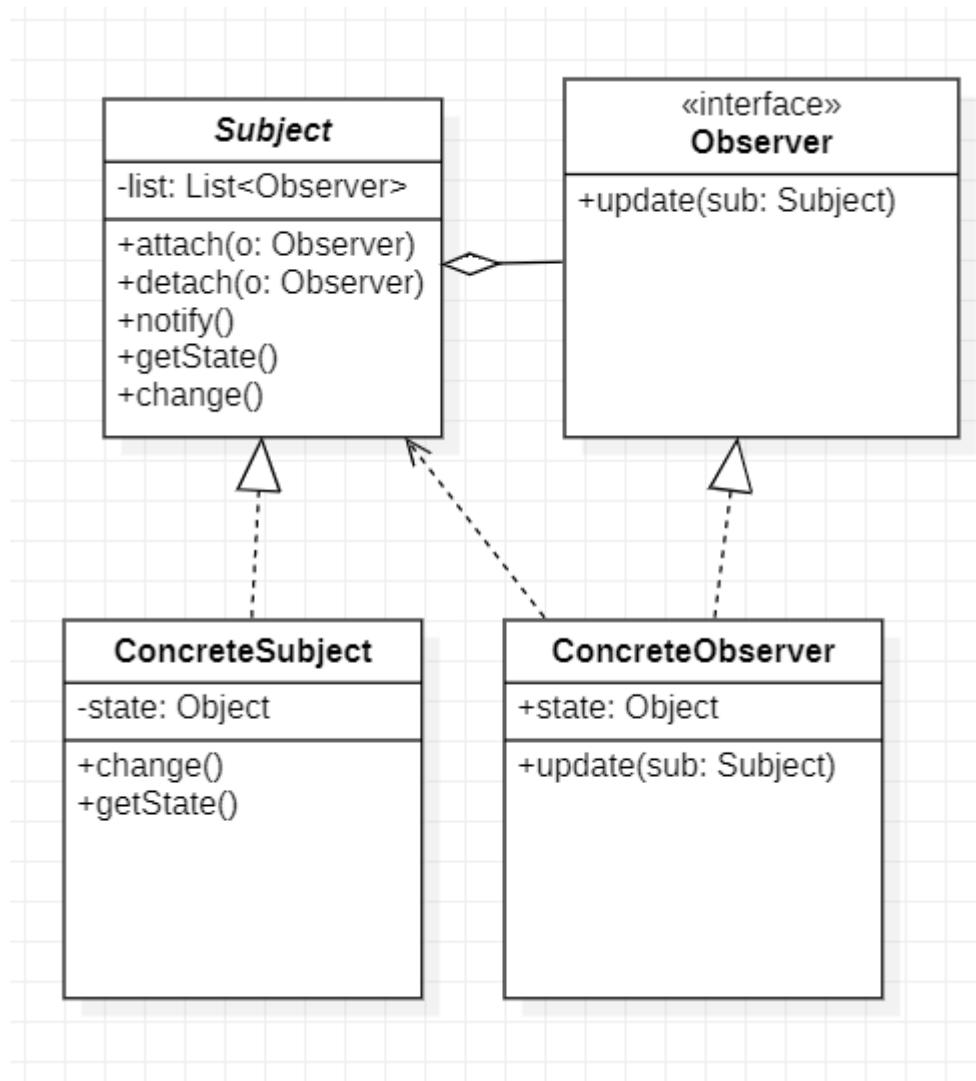 Subject
-list: List<Observer>
+attach(o: Observer)
+detach(o: Observer)
+notify()
+getState()
+change()
«interface»
Observer
+update(sub: Subject)
ConcreteSubject
-state: Object
+change()
+getState()
ConcreteObserver
+state: Object
+update(sub: Subject)